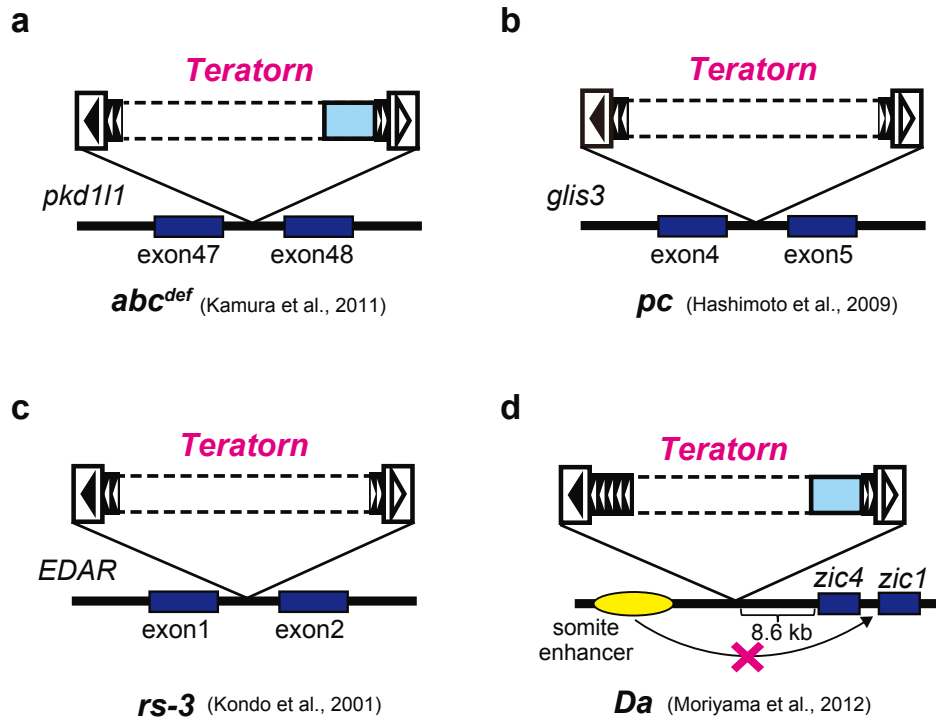 a
Teratorn
pkd1l1
exon47 exon48
abcdef (Kamura et al., 2011)
b
Teratorn
glis3
exon4 exon5
pc (Hashimoto et al., 2009)
c
Teratorn
EDAR
exon1 exon2
rs-3 (Kondo et al., 2001)
d
Teratorn
zic4 zic1
somite
enhancer
8.6 kb
Da (Moriyama et al., 2012)